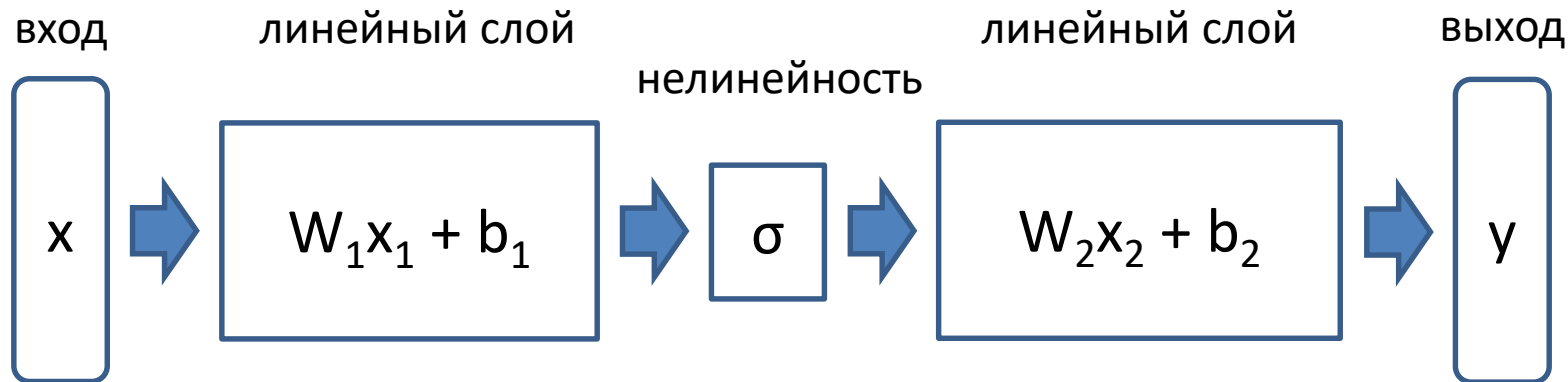 вход линейный слой линейный слой выход
нелинейность
x W₁x₁ + b₁ σ W₂x₂ + b₂ y